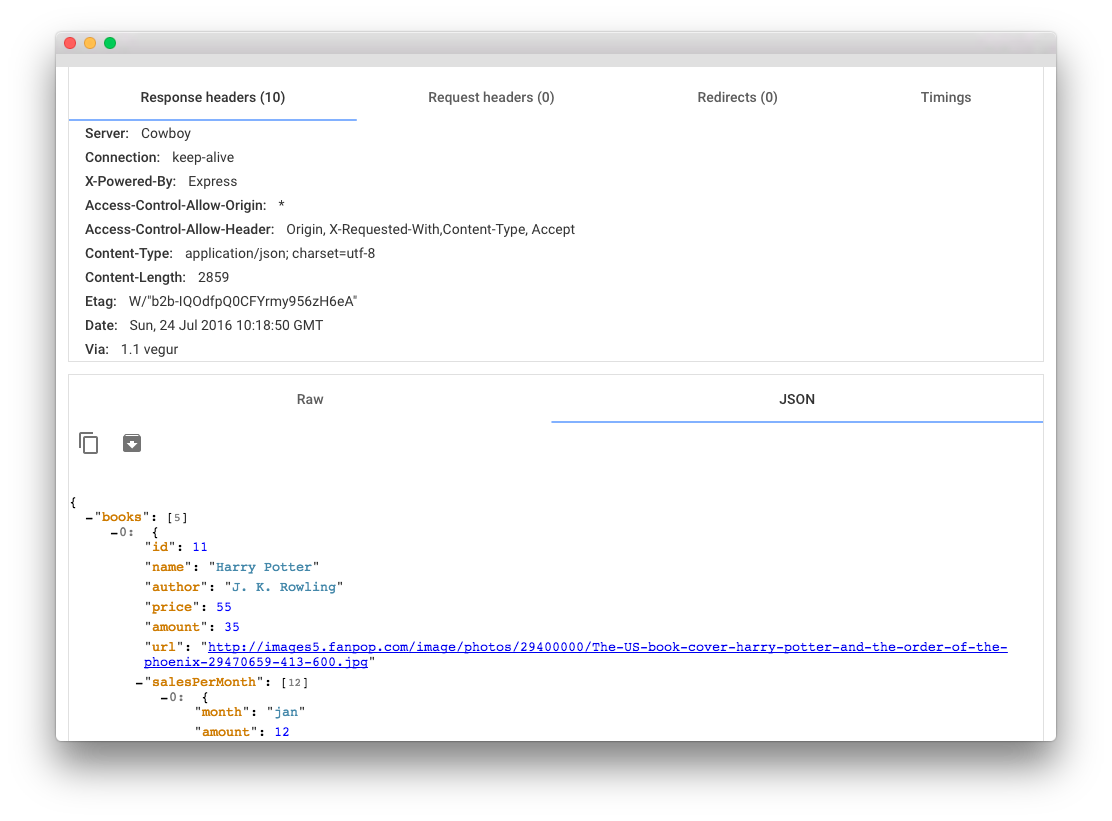 Response headers (10) Request headers (0) Redirects (0) Timings
Server: Cowboy
Connection: keep-alive
X-Powered-By: Express
Access-Control-Allow-Origin: *
Access-Control-Allow-Header: Origin, X-Requested-With,Content-Type, Accept
Content-Type: application/json; charset=utf-8
Content-Length: 2859
Etag: W/"b2b-IQOdfpQ0CFYrmy956zH6eA"
Date: Sun, 24 Jul 2016 10:18:50 GMT
Via: 1.1 vegur
Raw JSON
{
–"books": [5]
–0: {
"id": 11
"name": "Harry Potter"
"author": "J. K. Rowling"
"price": 55
"amount": 35
"url": "http://images5.fanpop.com/image/photos/29400000/The-US-book-cover-harry-potter-and-the-order-of-the-
phoenix-29470659-413-600.jpg"
–"salesPerMonth": [12]
–0: {
"month": "jan"
"amount": 12